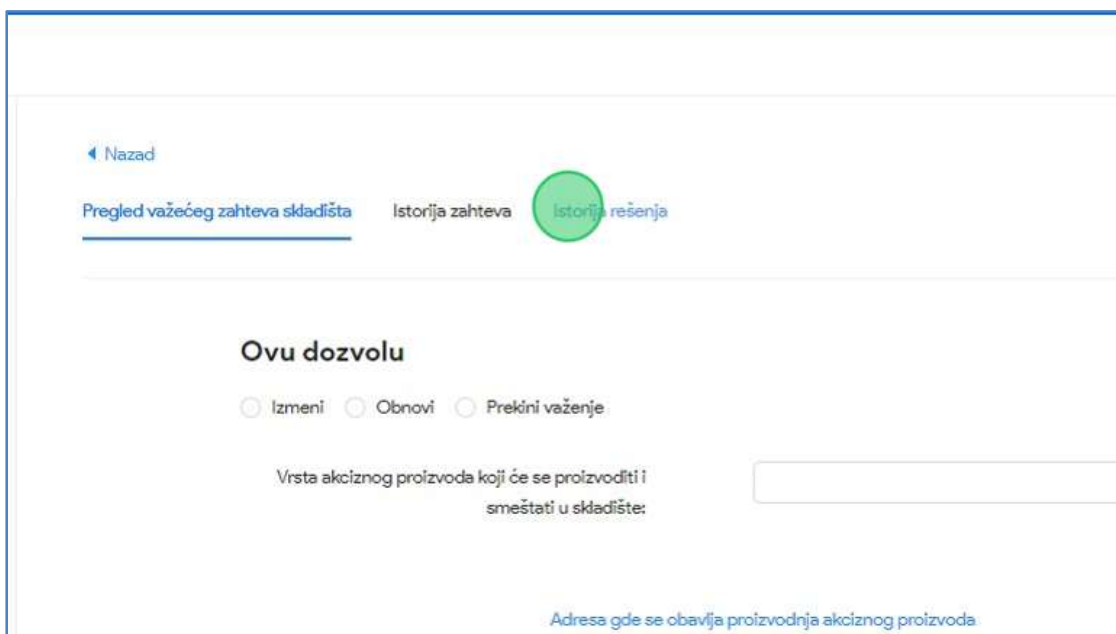 Nazad
Pregled važećeg zahteva skladišta Istorija zahteva Istorija rešenja
Ovu dozvolu
Izmeni Obnovi Prekini važenje
Vrsta akciznog proizvoda koji će se proizvoditi i
smeštati u skladište:
Adresa gde se obavlja proizvodnja akciznog proizvoda